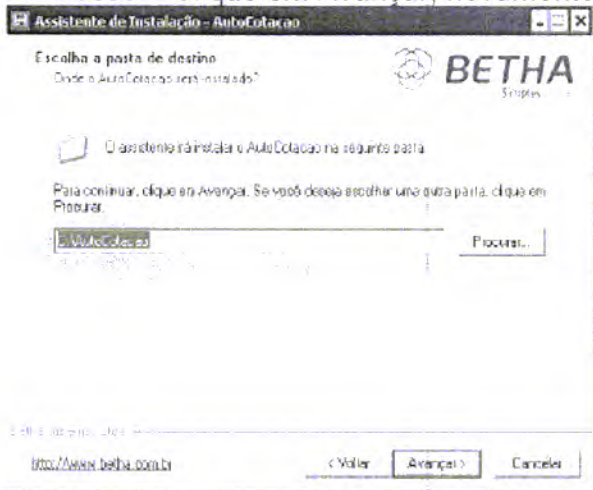 Assistente de Instalação - AutoCotacao
Escolha a pasta de destino
Onde o AutoCotacao será instalado?
BETHA
O assistente irá instalar o AutoCotacao na seguinte pasta
Para continuar, clique em Avançar. Se você deseja escolher uma outra pasta, clique em
Procurar.
C:\AutoCotacao
Procurar...
http://www.betha.com.br
< Voltar
Avançar >
Cancelar